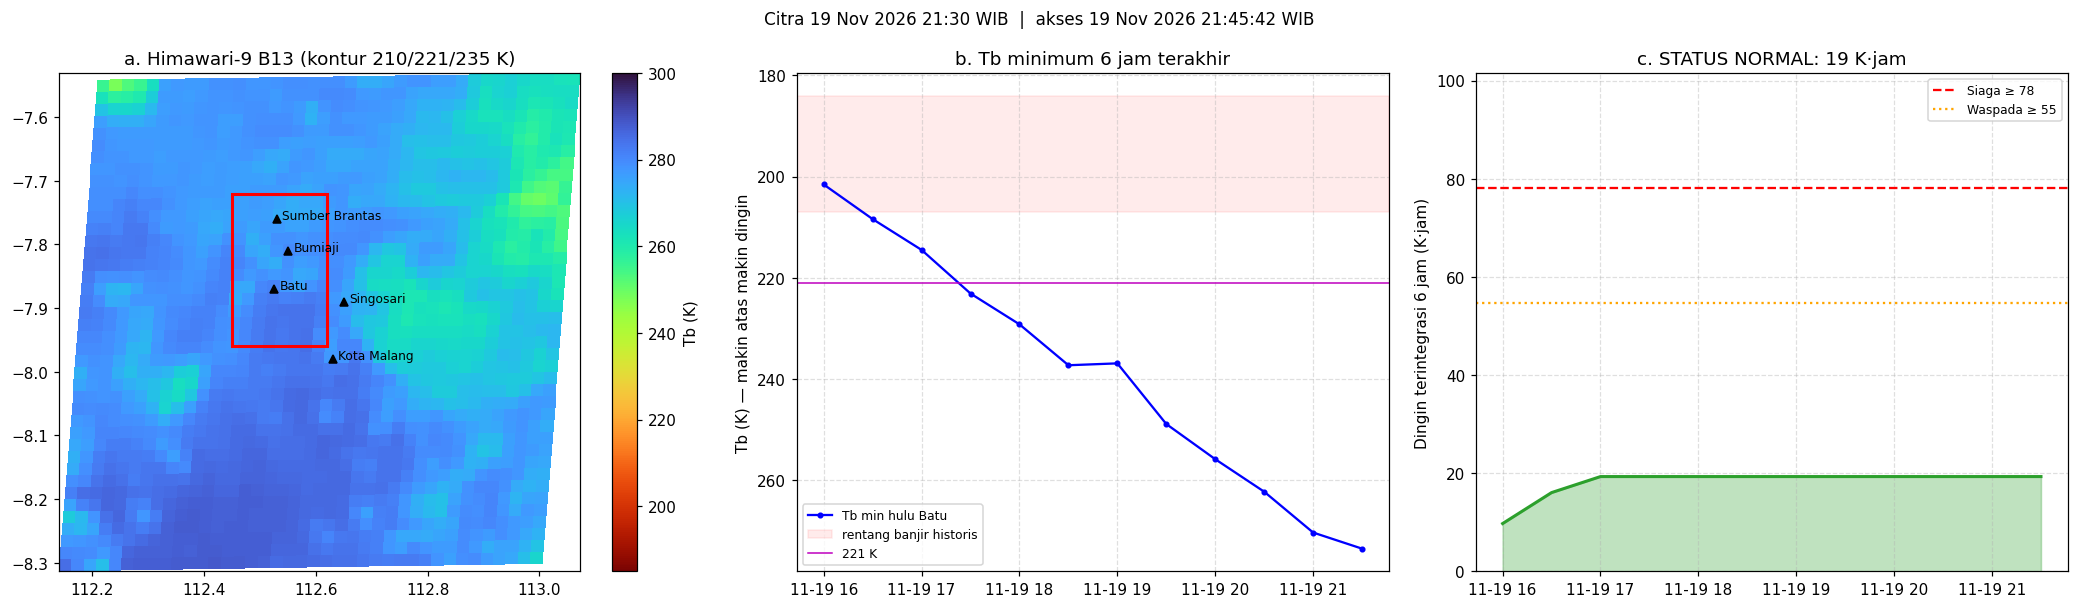 Citra 19 Nov 2026 21:30 WIB | akses 19 Nov 2026 21:45:42 WIB
a. Himawari-9 B13 (kontur 210/221/235 K)
−7.6
−7.7
−7.8
−7.9
−8.0
−8.1
−8.2
−8.3
112.2
112.4
112.6
112.8
113.0
Sumber Brantas
Bumiaji
Batu
Singosari
Kota Malang
300
280
260
240
220
200
Tb (K)
b. Tb minimum 6 jam terakhir
Tb (K) — makin atas makin dingin
180
200
220
240
260
Tb min hulu Batu
rentang banjir historis
221 K
11-19 16
11-19 17
11-19 18
11-19 19
11-19 20
11-19 21
c. STATUS NORMAL: 19 K·jam
Dingin terintegrasi 6 jam (K·jam)
100
80
60
40
20
0
Siaga ≥ 78
Waspada ≥ 55
11-19 16
11-19 17
11-19 18
11-19 19
11-19 20
11-19 21